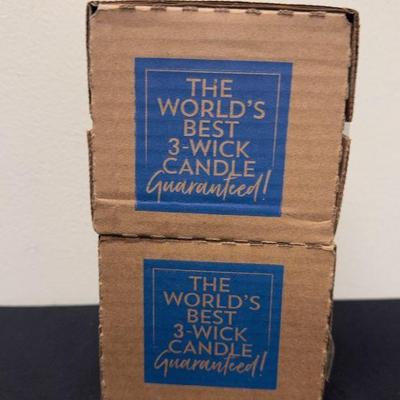 THE
WORLD'S
BEST
3-WICK
CANDLE
Guaranteed!
THE
WORLD'S
BEST
3-WICK
CANDLE
Guaranteed!